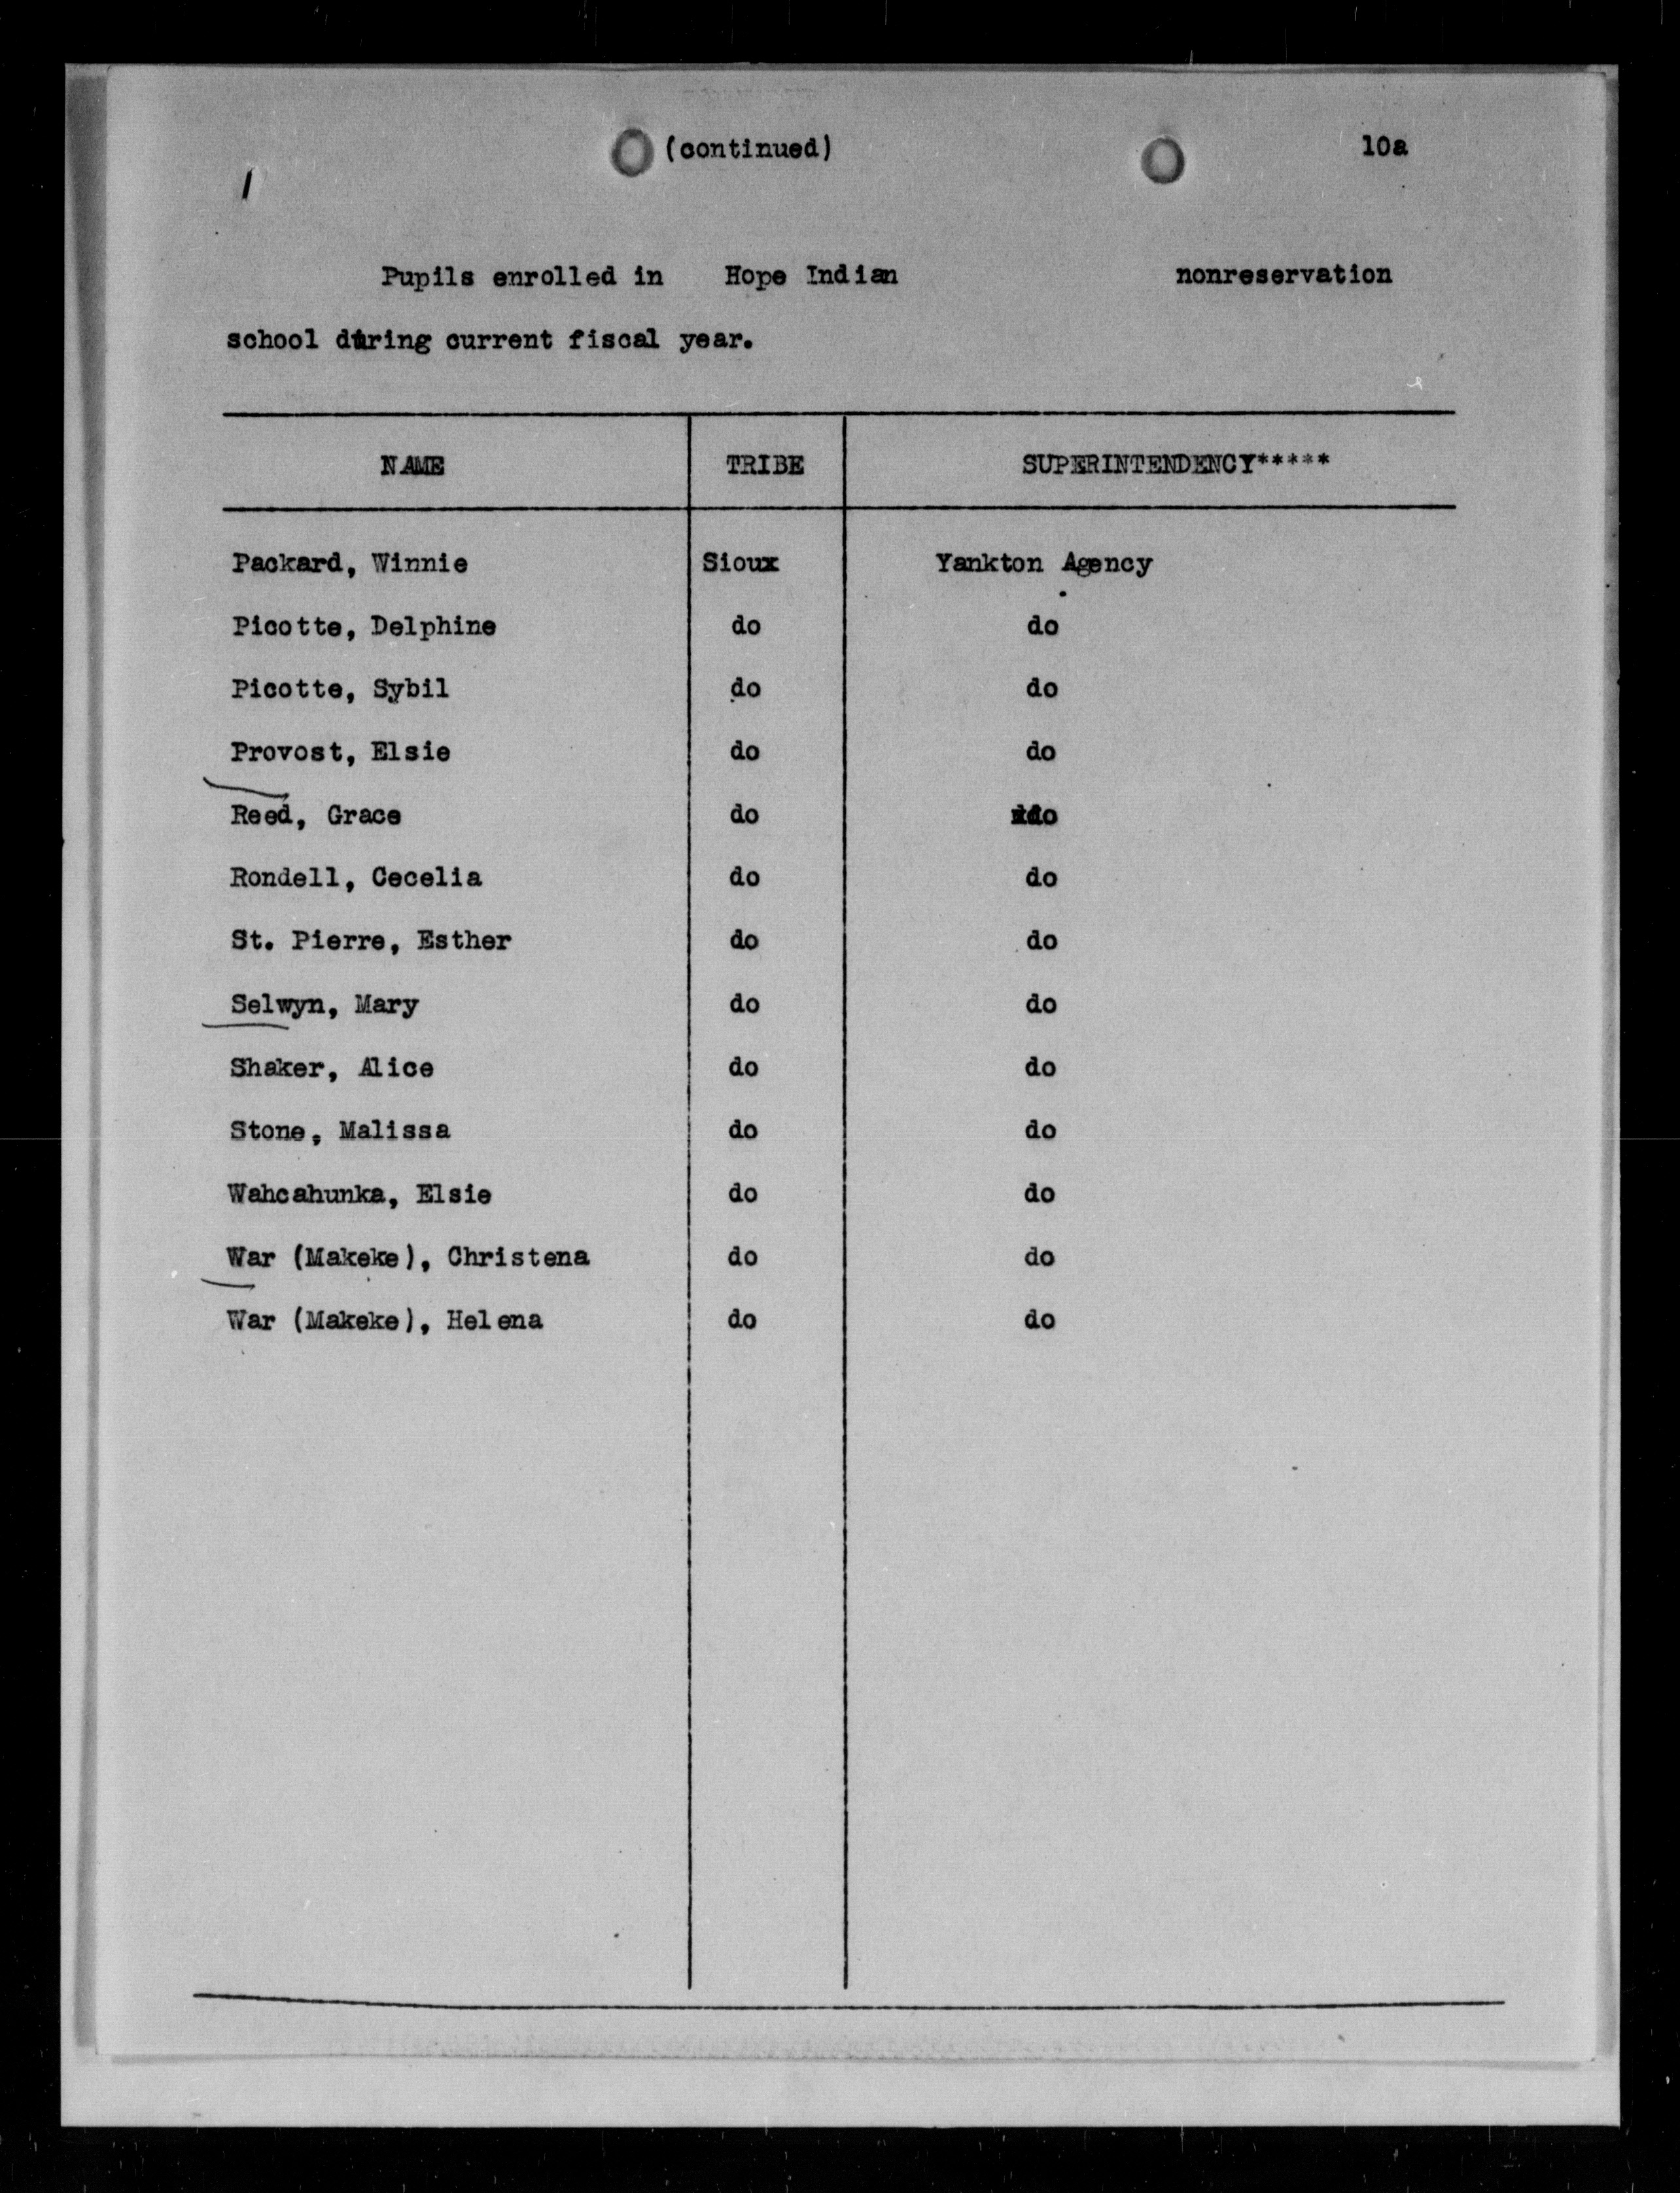 (continued) 10a
/
Pupils enrolled in Hope Indian nonreservation
school during current fiscal year.
NAME TRIBE SUPERINTENDENCY*****
Packard, Winnie Sioux Yankton Agency
Picotte, Delphine do do
Picotte, Sybil do do
Provost, Elsie do do
Reed, Grace do do
Rondell, Cecelia do do
St. Pierre, Esther do do
Selwyn, Mary do do
Shaker, Alice do do
Stone, Malissa do do
Wahcahunka, Elsie do do
War (Makeke), Christena do do
War (Makeke), Helena do do